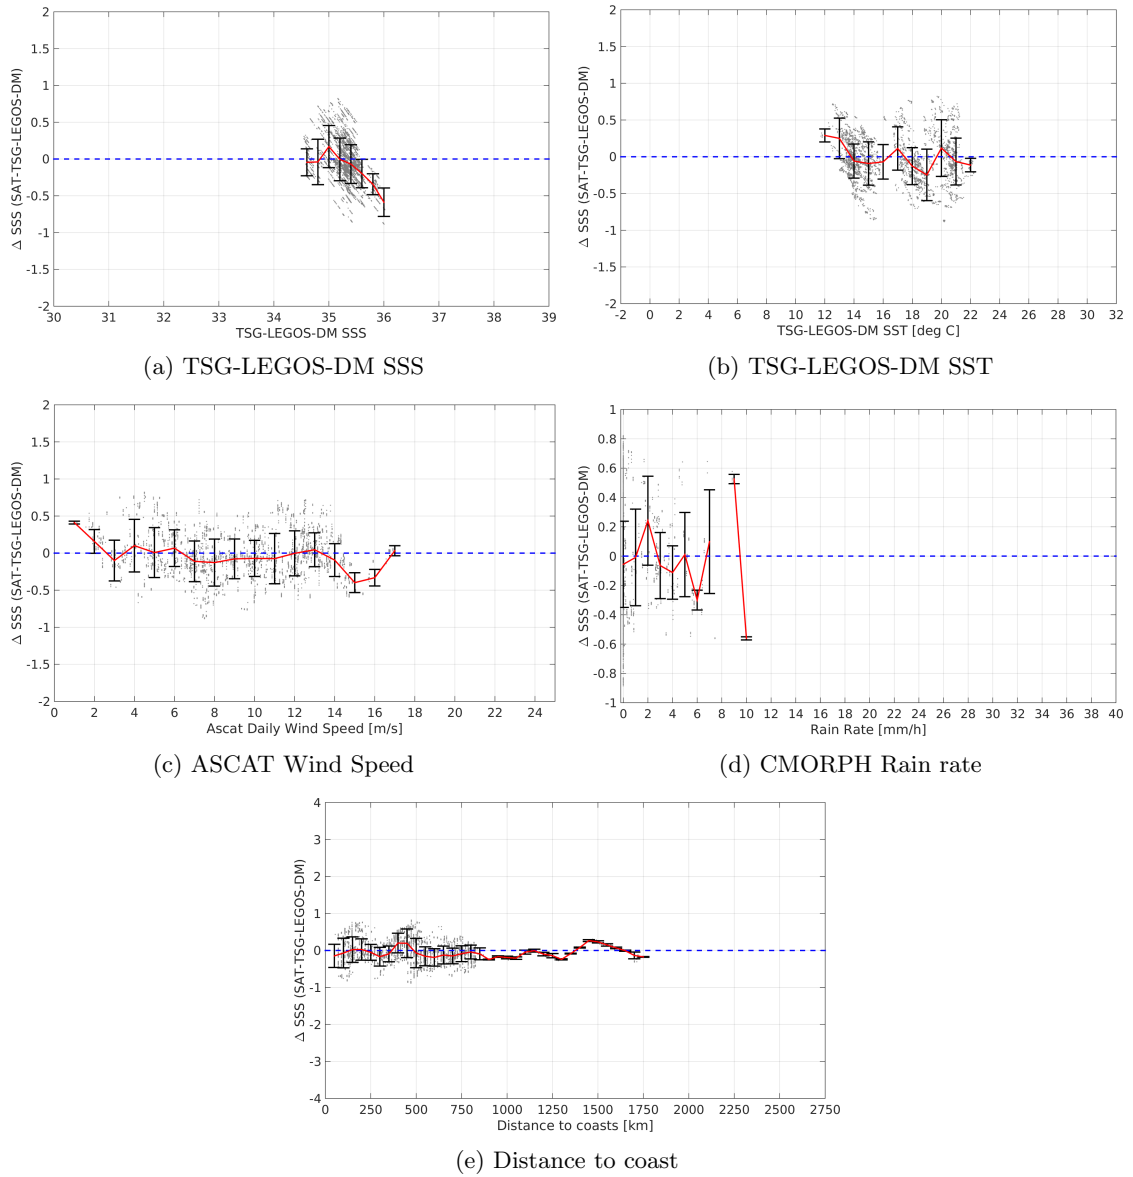 2
1.5
1
0.5
0
-0.5
-1
-1.5
-2
Δ SSS (SAT-TSG-LEGOS-DM)
30 31 32 33 34 35 36 37 38 39
TSG-LEGOS-DM SSS
(a) TSG-LEGOS-DM SSS
2
1.5
1
0.5
0
-0.5
-1
-1.5
-2
Δ SSS (SAT-TSG-LEGOS-DM)
-2 0 2 4 6 8 10 12 14 16 18 20 22 24 26 28 30 32
TSG-LEGOS-DM SST [deg C]
(b) TSG-LEGOS-DM SST
2
1.5
1
0.5
0
-0.5
-1
-1.5
-2
Δ SSS (SAT-TSG-LEGOS-DM)
0 2 4 6 8 10 12 14 16 18 20 22 24
Ascat Daily Wind Speed [m/s]
(c) ASCAT Wind Speed
1
0.8
0.6
0.4
0.2
0
-0.2
-0.4
-0.6
-0.8
-1
Δ SSS (SAT-TSG-LEGOS-DM)
0 2 4 6 8 10 12 14 16 18 20 22 24 26 28 30 32 34 36 38 40
Rain Rate [mm/h]
(d) CMORPH Rain rate
4
3
2
1
0
-1
-2
-3
-4
Δ SSS (SAT-TSG-LEGOS-DM)
0 250 500 750 1000 1250 1500 1750 2000 2250 2500 2750
Distance to coasts [km]
(e) Distance to coast